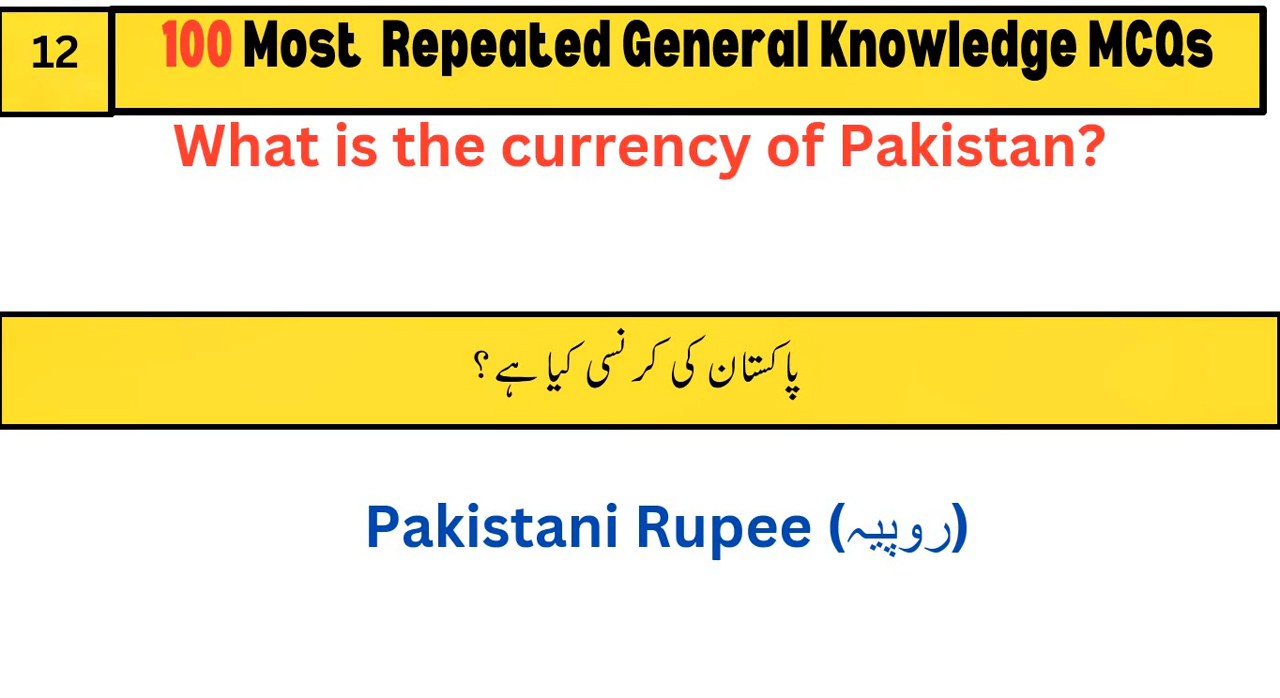 12
100 Most Repeated General Knowledge MCQs
What is the currency of Pakistan?
پاکستان کی کرنسی کیا ہے؟
Pakistani Rupee (روپیہ)